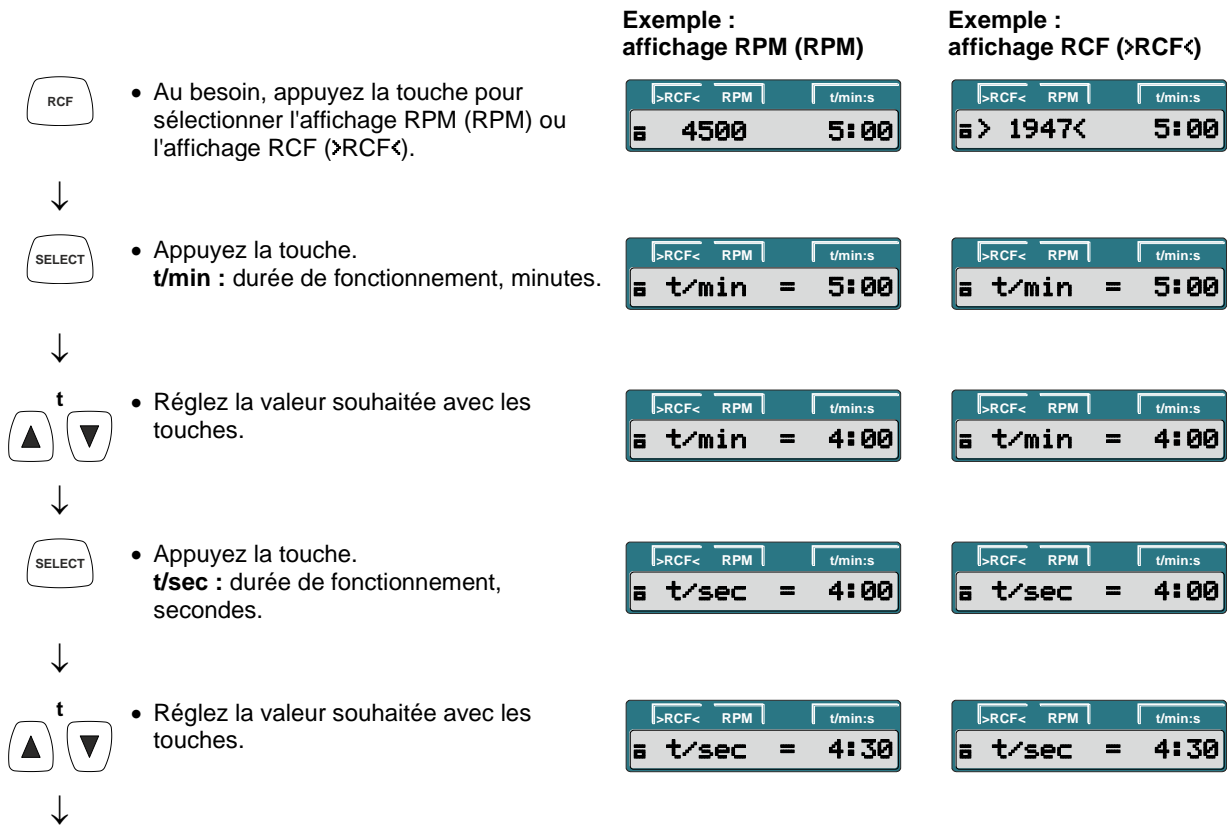 Exemple :
affichage RPM (RPM)
Exemple :
affichage RCF (>RCF<)
RCF
• Au besoin, appuyez la touche pour
sélectionner l'affichage RPM (RPM) ou
l'affichage RCF (>RCF<).
>RCF< RPM t/min:s
4500 5:00
>RCF< RPM t/min:s
> 1947< 5:00
↓
SELECT
• Appuyez la touche.
t/min : durée de fonctionnement, minutes.
>RCF< RPM t/min:s
t/min = 5:00
>RCF< RPM t/min:s
t/min = 5:00
↓
t
▲ ▼
• Réglez la valeur souhaitée avec les
touches.
>RCF< RPM t/min:s
t/min = 4:00
>RCF< RPM t/min:s
t/min = 4:00
↓
SELECT
• Appuyez la touche.
t/sec : durée de fonctionnement,
secondes.
>RCF< RPM t/min:s
t/sec = 4:00
>RCF< RPM t/min:s
t/sec = 4:00
↓
t
▲ ▼
• Réglez la valeur souhaitée avec les
touches.
>RCF< RPM t/min:s
t/sec = 4:30
>RCF< RPM t/min:s
t/sec = 4:30
↓